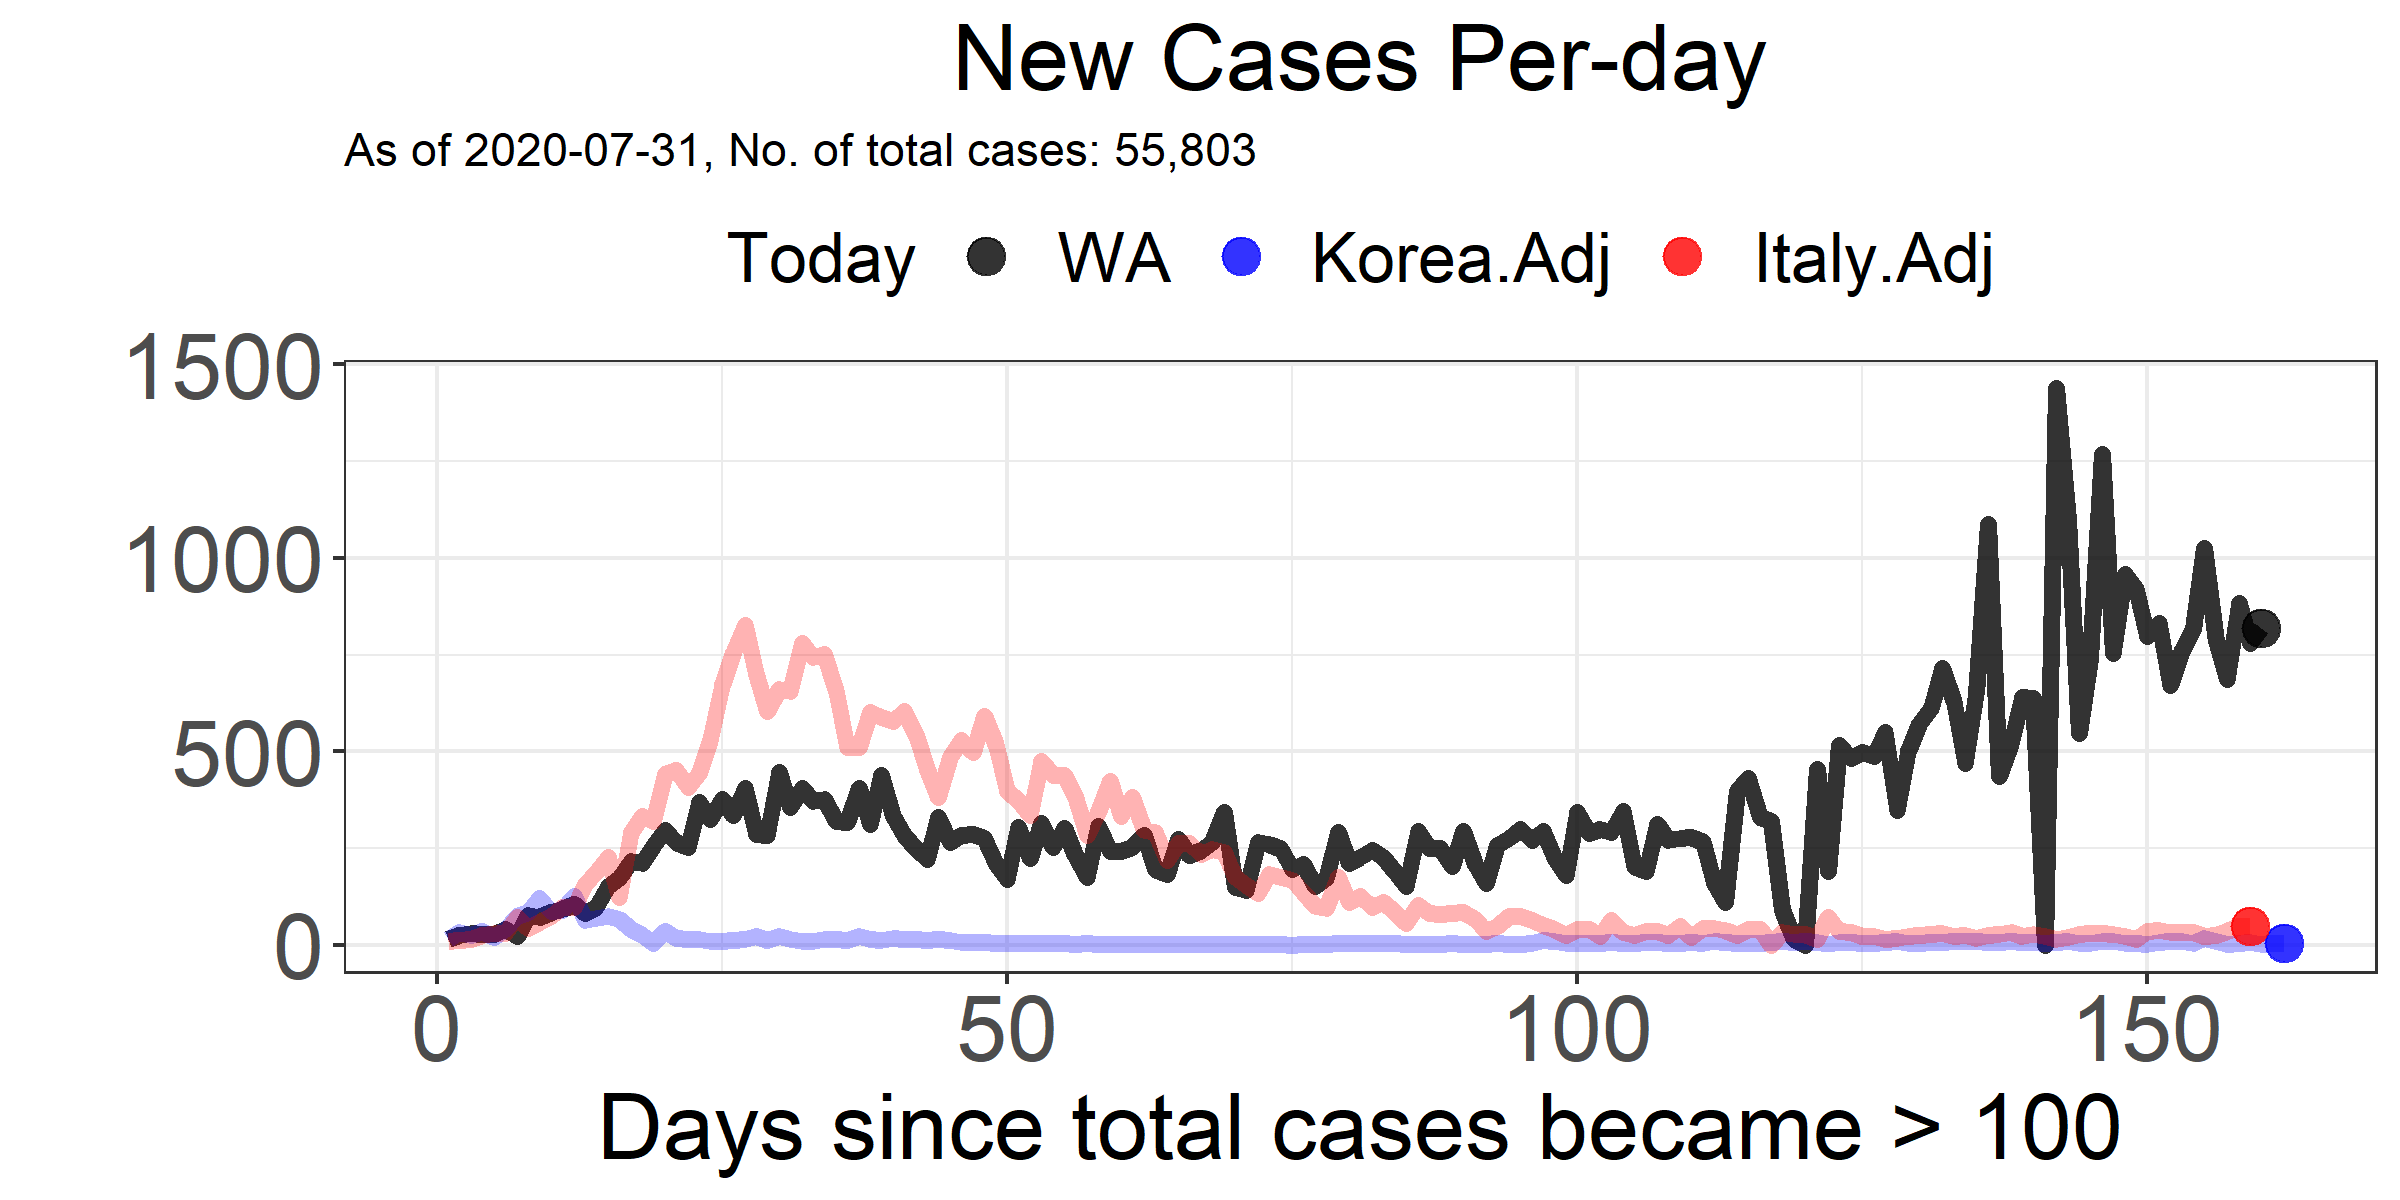 New Cases Per-day
As of 2020-07-31, No. of total cases: 55,803
Today WA Korea.Adj Italy.Adj
1500
1000
500
0
0 50 100 150
Days since total cases became > 100